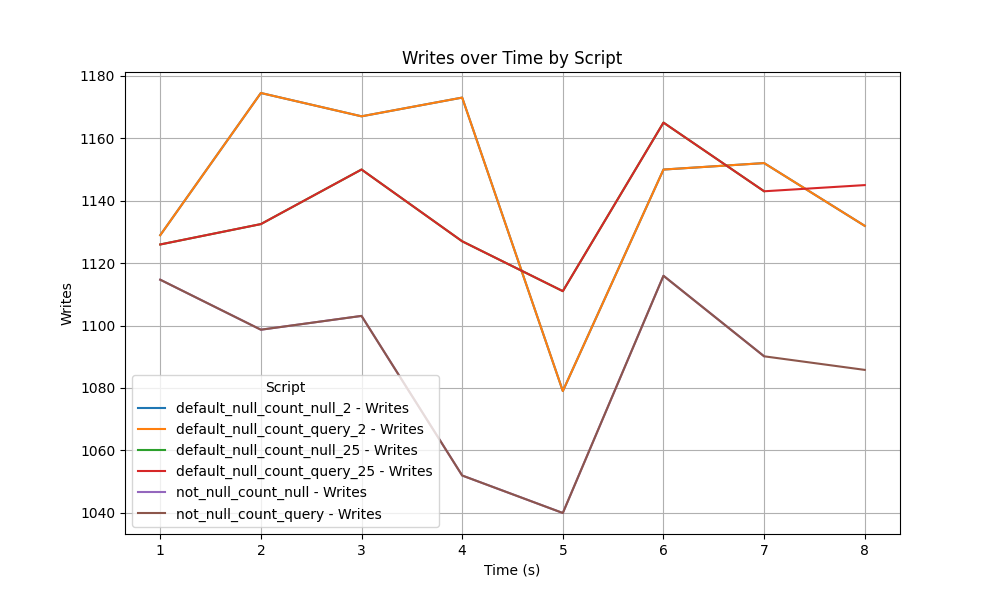 Writes over Time by Script
1180
1160
1140
1120
1100
1080
1060
1040
Writes
Script
default_null_count_null_2 - Writes
default_null_count_query_2 - Writes
default_null_count_null_25 - Writes
default_null_count_query_25 - Writes
not_null_count_null - Writes
not_null_count_query - Writes
1 2 3 4 5 6 7 8
Time (s)